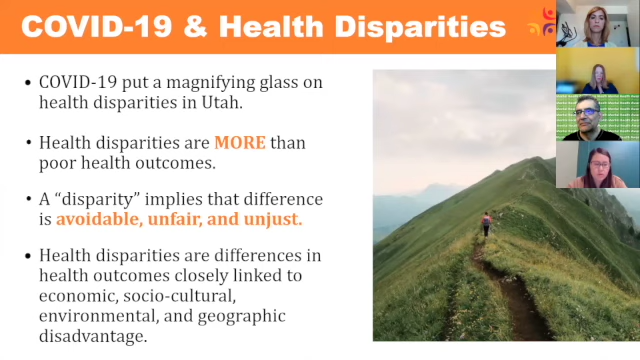 COVID-19 & Health Disparities
• COVID-19 put a magnifying glass on
health disparities in Utah.
• Health disparities are MORE than
poor health outcomes.
• A “disparity” implies that difference
is avoidable, unfair, and unjust.
• Health disparities are differences in
health outcomes closely linked to
economic, socio-cultural,
environmental, and geographic
disadvantage.